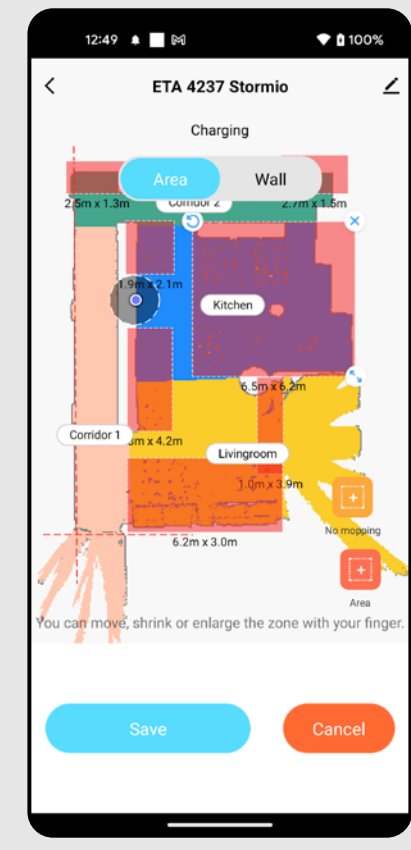 12:49
100%
ETA 4237 Stormio
Charging
Area
Wall
2.5m x 1.3m
Corridor 2
2.7m x 1.5m
1.9m x 2.1m
Kitchen
6.5m x 6.2m
Corridor 1
m x 4.2m
Livingroom
1.0m x 3.9m
No mopping
6.2m x 3.0m
Area
You can move, shrink or enlarge the zone with your finger.
Save
Cancel